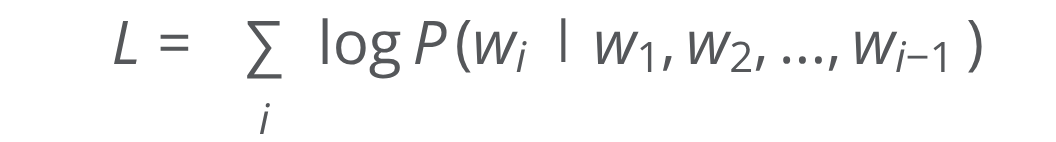 L = ∑ log P(wᵢ | w₁, w₂, ..., wᵢ₋₁ )
i